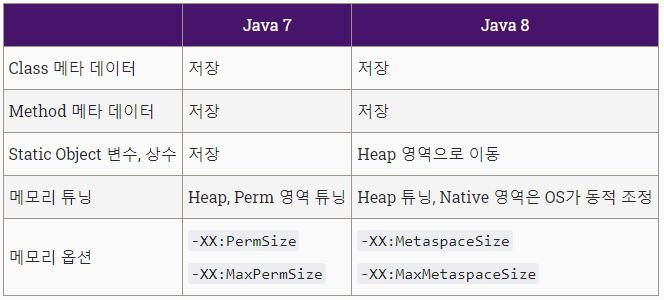 Java 7 Java 8
Class 메타 데이터 저장 저장
Method 메타 데이터 저장 저장
Static Object 변수, 상수 저장 Heap 영역으로 이동
메모리 튜닝 Heap, Perm 영역 튜닝 Heap 튜닝, Native 영역은 OS가 동적 조정
메모리 옵션
-XX:PermSize -XX:MetaspaceSize
-XX:MaxPermSize -XX:MaxMetaspaceSize